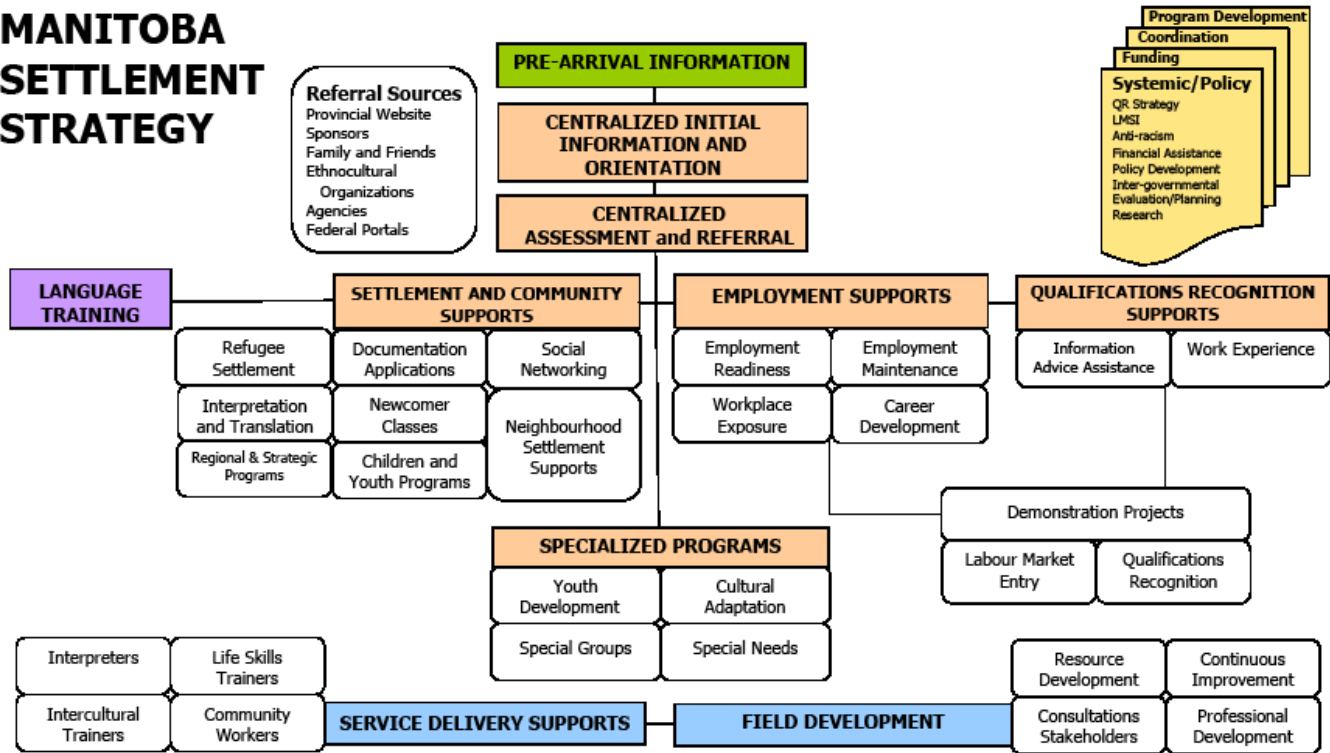 MANITOBA
SETTLEMENT
STRATEGY
Referral Sources
Provincial Website
Sponsors
Family and Friends
Ethnocultural
Organizations
Agencies
Federal Portals
PRE-ARRIVAL INFORMATION
CENTRALIZED INITIAL
INFORMATION AND
ORIENTATION
CENTRALIZED
ASSESSMENT and REFERRAL
Program Development
Coordination
Funding
Systemic/Policy
QR Strategy
LMSI
Anti-racism
Financial Assistance
Policy Development
Inter-governmental
Evaluation/Planning
Research
LANGUAGE
TRAINING
SETTLEMENT AND COMMUNITY
SUPPORTS
Refugee
Settlement
Documentation
Applications
Social
Networking
Interpretation
and Translation
Newcomer
Classes
Neighbourhood
Settlement
Supports
Regional & Strategic
Programs
Children and
Youth Programs
EMPLOYMENT SUPPORTS
Employment
Readiness
Employment
Maintenance
Workplace
Exposure
Career
Development
QUALIFICATIONS RECOGNITION
SUPPORTS
Information
Advice Assistance
Work Experience
Demonstration Projects
Labour Market
Entry
Qualifications
Recognition
SPECIALIZED PROGRAMS
Youth
Development
Cultural
Adaptation
Special Groups
Special Needs
Interpreters
Life Skills
Trainers
Intercultural
Trainers
Community
Workers
SERVICE DELIVERY SUPPORTS
FIELD DEVELOPMENT
Resource
Development
Continuous
Improvement
Consultations
Stakeholders
Professional
Development